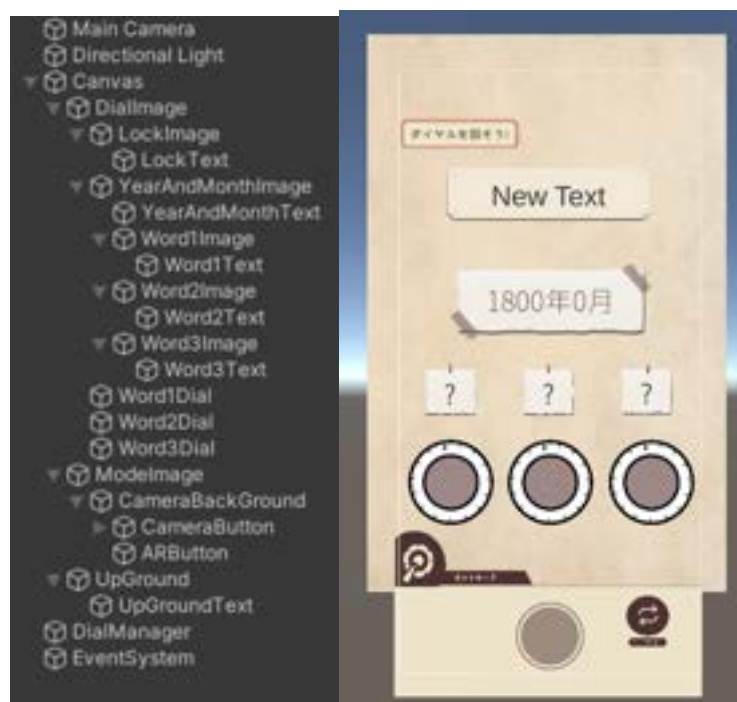 Main Camera
Directional Light
Canvas
DialImage
LockImage
LockText
YearAndMonthImage
YearAndMonthText
Word1Image
Word1Text
Word2Image
Word2Text
Word3Image
Word3Text
Word1Dial
Word2Dial
Word3Dial
ModeImage
CameraBackGround
CameraButton
ARButton
UpGround
UpGroundText
DialManager
EventSystem
ダイヤルを回そう!
New Text
1800年0月
? ? ?